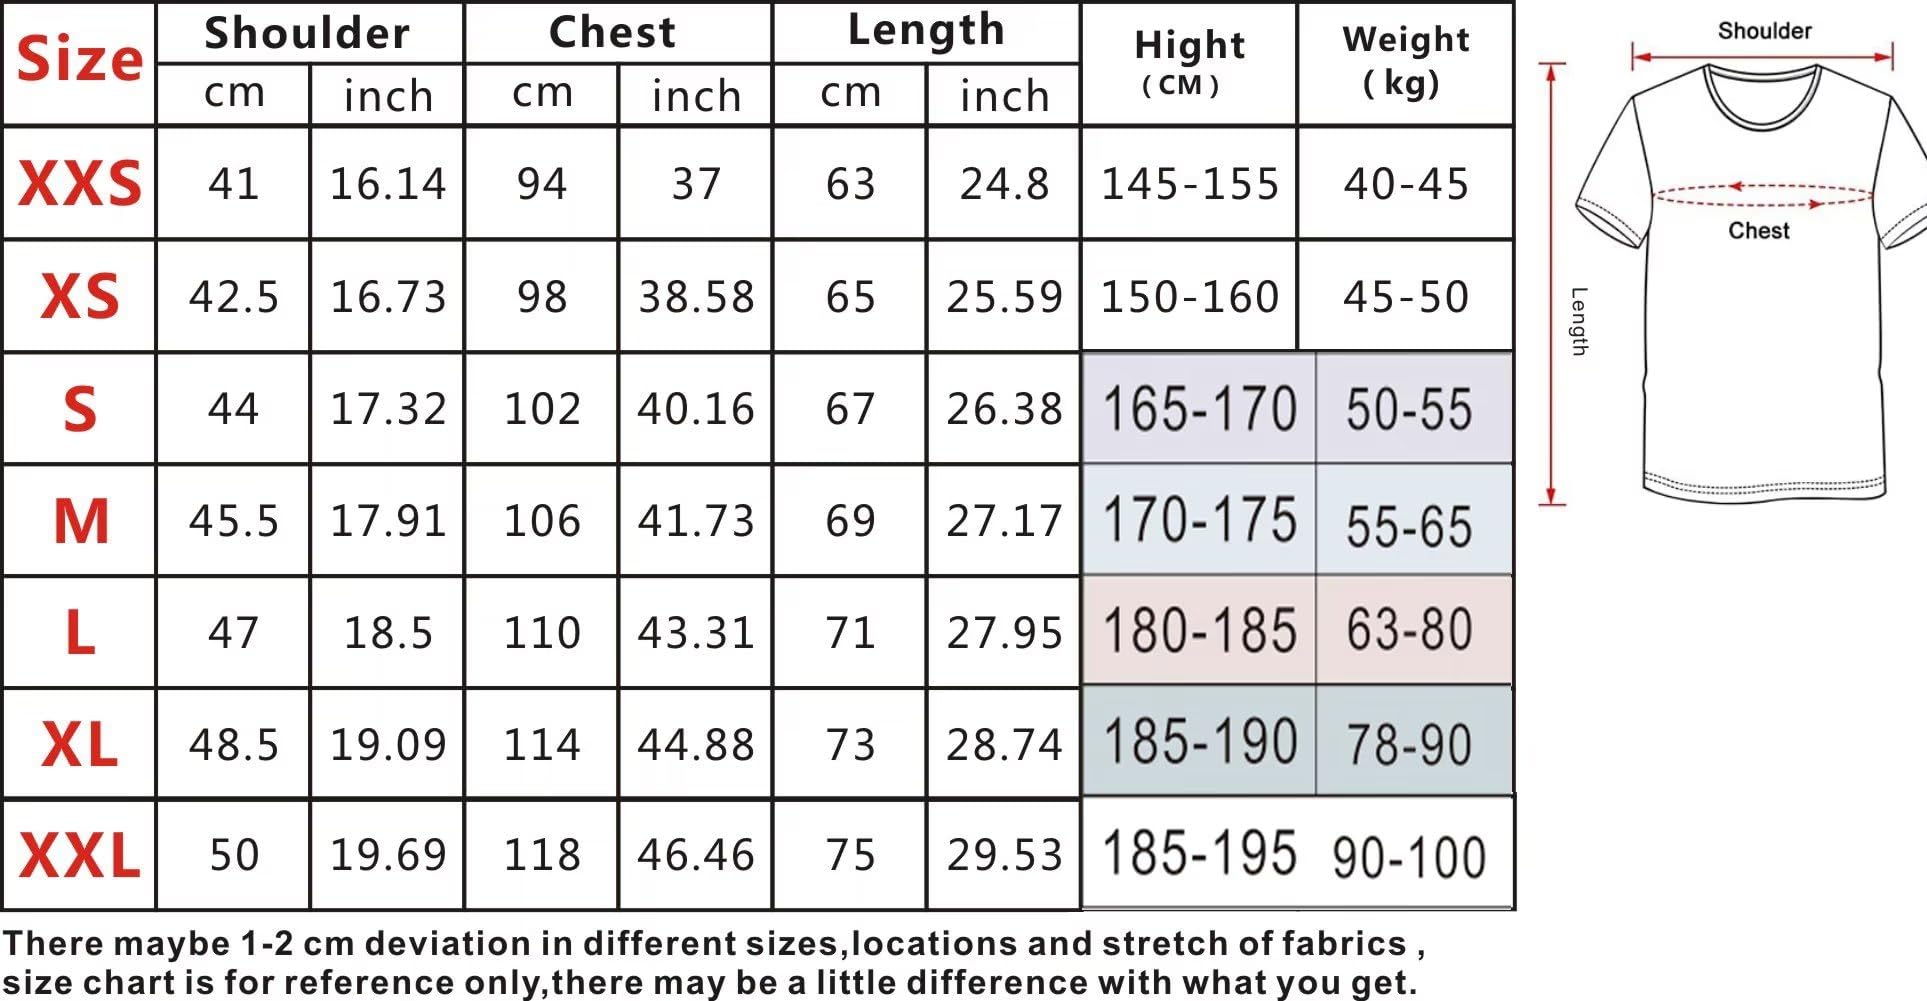 Size Shoulder Chest Length Hight Weight
cm inch cm inch cm inch (CM) (kg)
XXS 41 16.14 94 37 63 24.8 145-155 40-45
XS 42.5 16.73 98 38.58 65 25.59 150-160 45-50
S 44 17.32 102 40.16 67 26.38 165-170 50-55
M 45.5 17.91 106 41.73 69 27.17 170-175 55-65
L 47 18.5 110 43.31 71 27.95 180-185 63-80
XL 48.5 19.09 114 44.88 73 28.74 185-190 78-90
XXL 50 19.69 118 46.46 75 29.53 185-195 90-100
There maybe 1-2 cm deviation in different sizes,locations and stretch of fabrics ,
size chart is for reference only,there may be a little difference with what you get.
Shoulder
Chest
Length